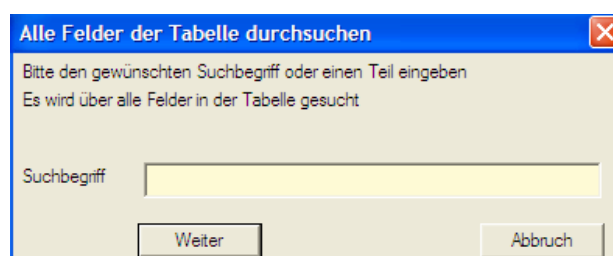 Alle Felder der Tabelle durchsuchen
Bitte den gewünschten Suchbegriff oder einen Teil eingeben
Es wird über alle Felder in der Tabelle gesucht
Suchbegriff
Weiter Abbruch